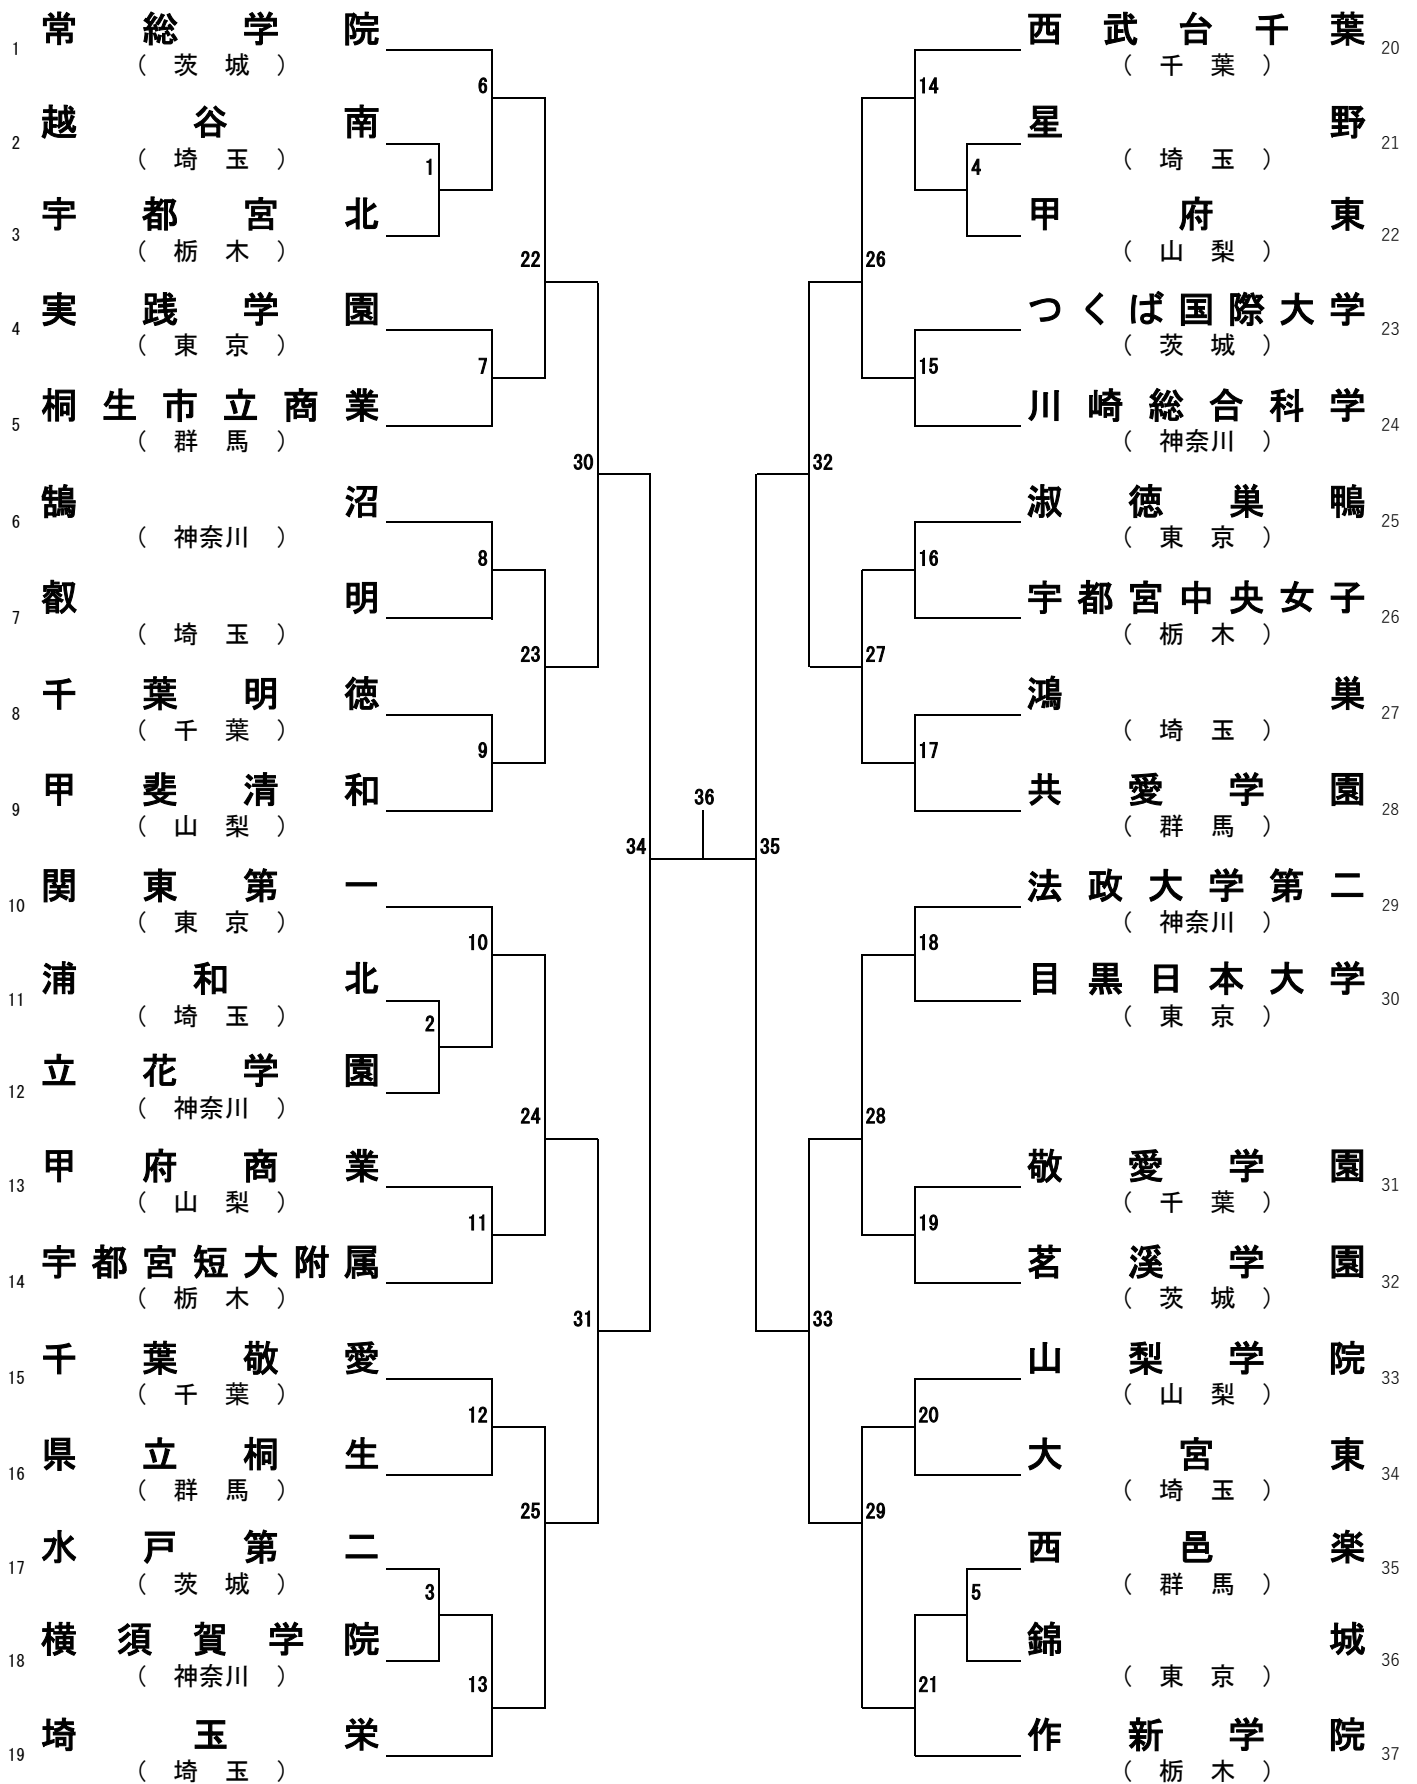 1 常総学院
（茨城）
2 越谷南
（埼玉）
3 宇都宮北
（栃木）
4 実践学園
（東京）
5 桐生市立商業
（群馬）
6 鵠沼
（神奈川）
7 叡明
（埼玉）
8 千葉明徳
（千葉）
9 甲斐清和
（山梨）
10 関東第一
（東京）
11 浦和北
（埼玉）
12 立花学園
（神奈川）
13 甲府商業
（山梨）
14 宇都宮短大附属
（栃木）
15 千葉敬愛
（千葉）
16 県立桐生
（群馬）
17 水戸第二
（茨城）
18 横須賀学院
（神奈川）
19 埼玉栄
（埼玉）
6
1
22
7
30
8
23
9
34
10
2
24
11
31
12
25
3
13
36
14
4
26
15
32
16
27
17
35
18
28
19
33
20
29
5
21
西武台千葉 20
（千葉）
星野 21
（埼玉）
甲府東 22
（山梨）
つくば国際大学 23
（茨城）
川崎総合科学 24
（神奈川）
淑徳巣鴨 25
（東京）
宇都宮中央女子 26
（栃木）
鴻巣 27
（埼玉）
共愛学園 28
（群馬）
法政大学第二 29
（神奈川）
目黒日本大学 30
（東京）
敬愛学園 31
（千葉）
茗溪学園 32
（茨城）
山梨学院 33
（山梨）
大宮東 34
（埼玉）
西邑楽 35
（群馬）
錦城 36
（東京）
作新学院 37
（栃木）